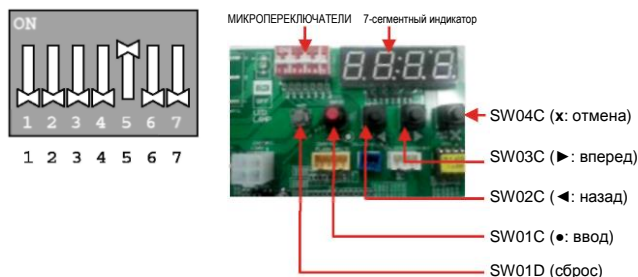 ON
1 2 3 4 5 6 7
1 2 3 4 5 6 7
МИКРОПЕРЕКЛЮЧАТЕЛИ
7-сегментный индикатор
SW04C (x: отмена)
SW03C (►: вперед)
SW02C (◄: назад)
SW01C (●: ввод)
SW01D (сброс)